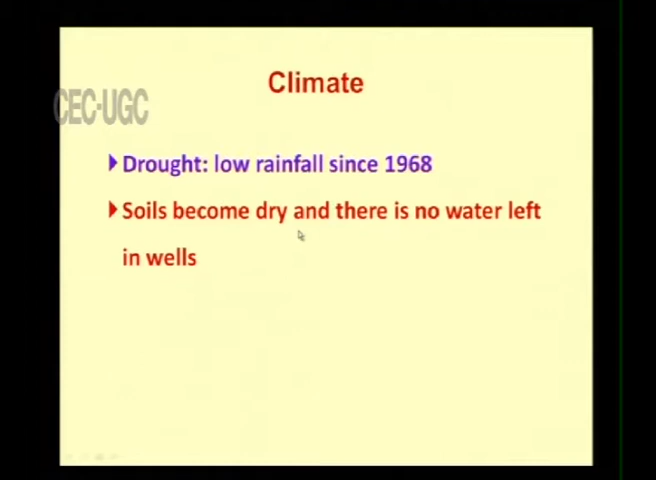 Climate
CEC-UGC
Drought: low rainfall since 1968
Soils become dry and there is no water left
in wells